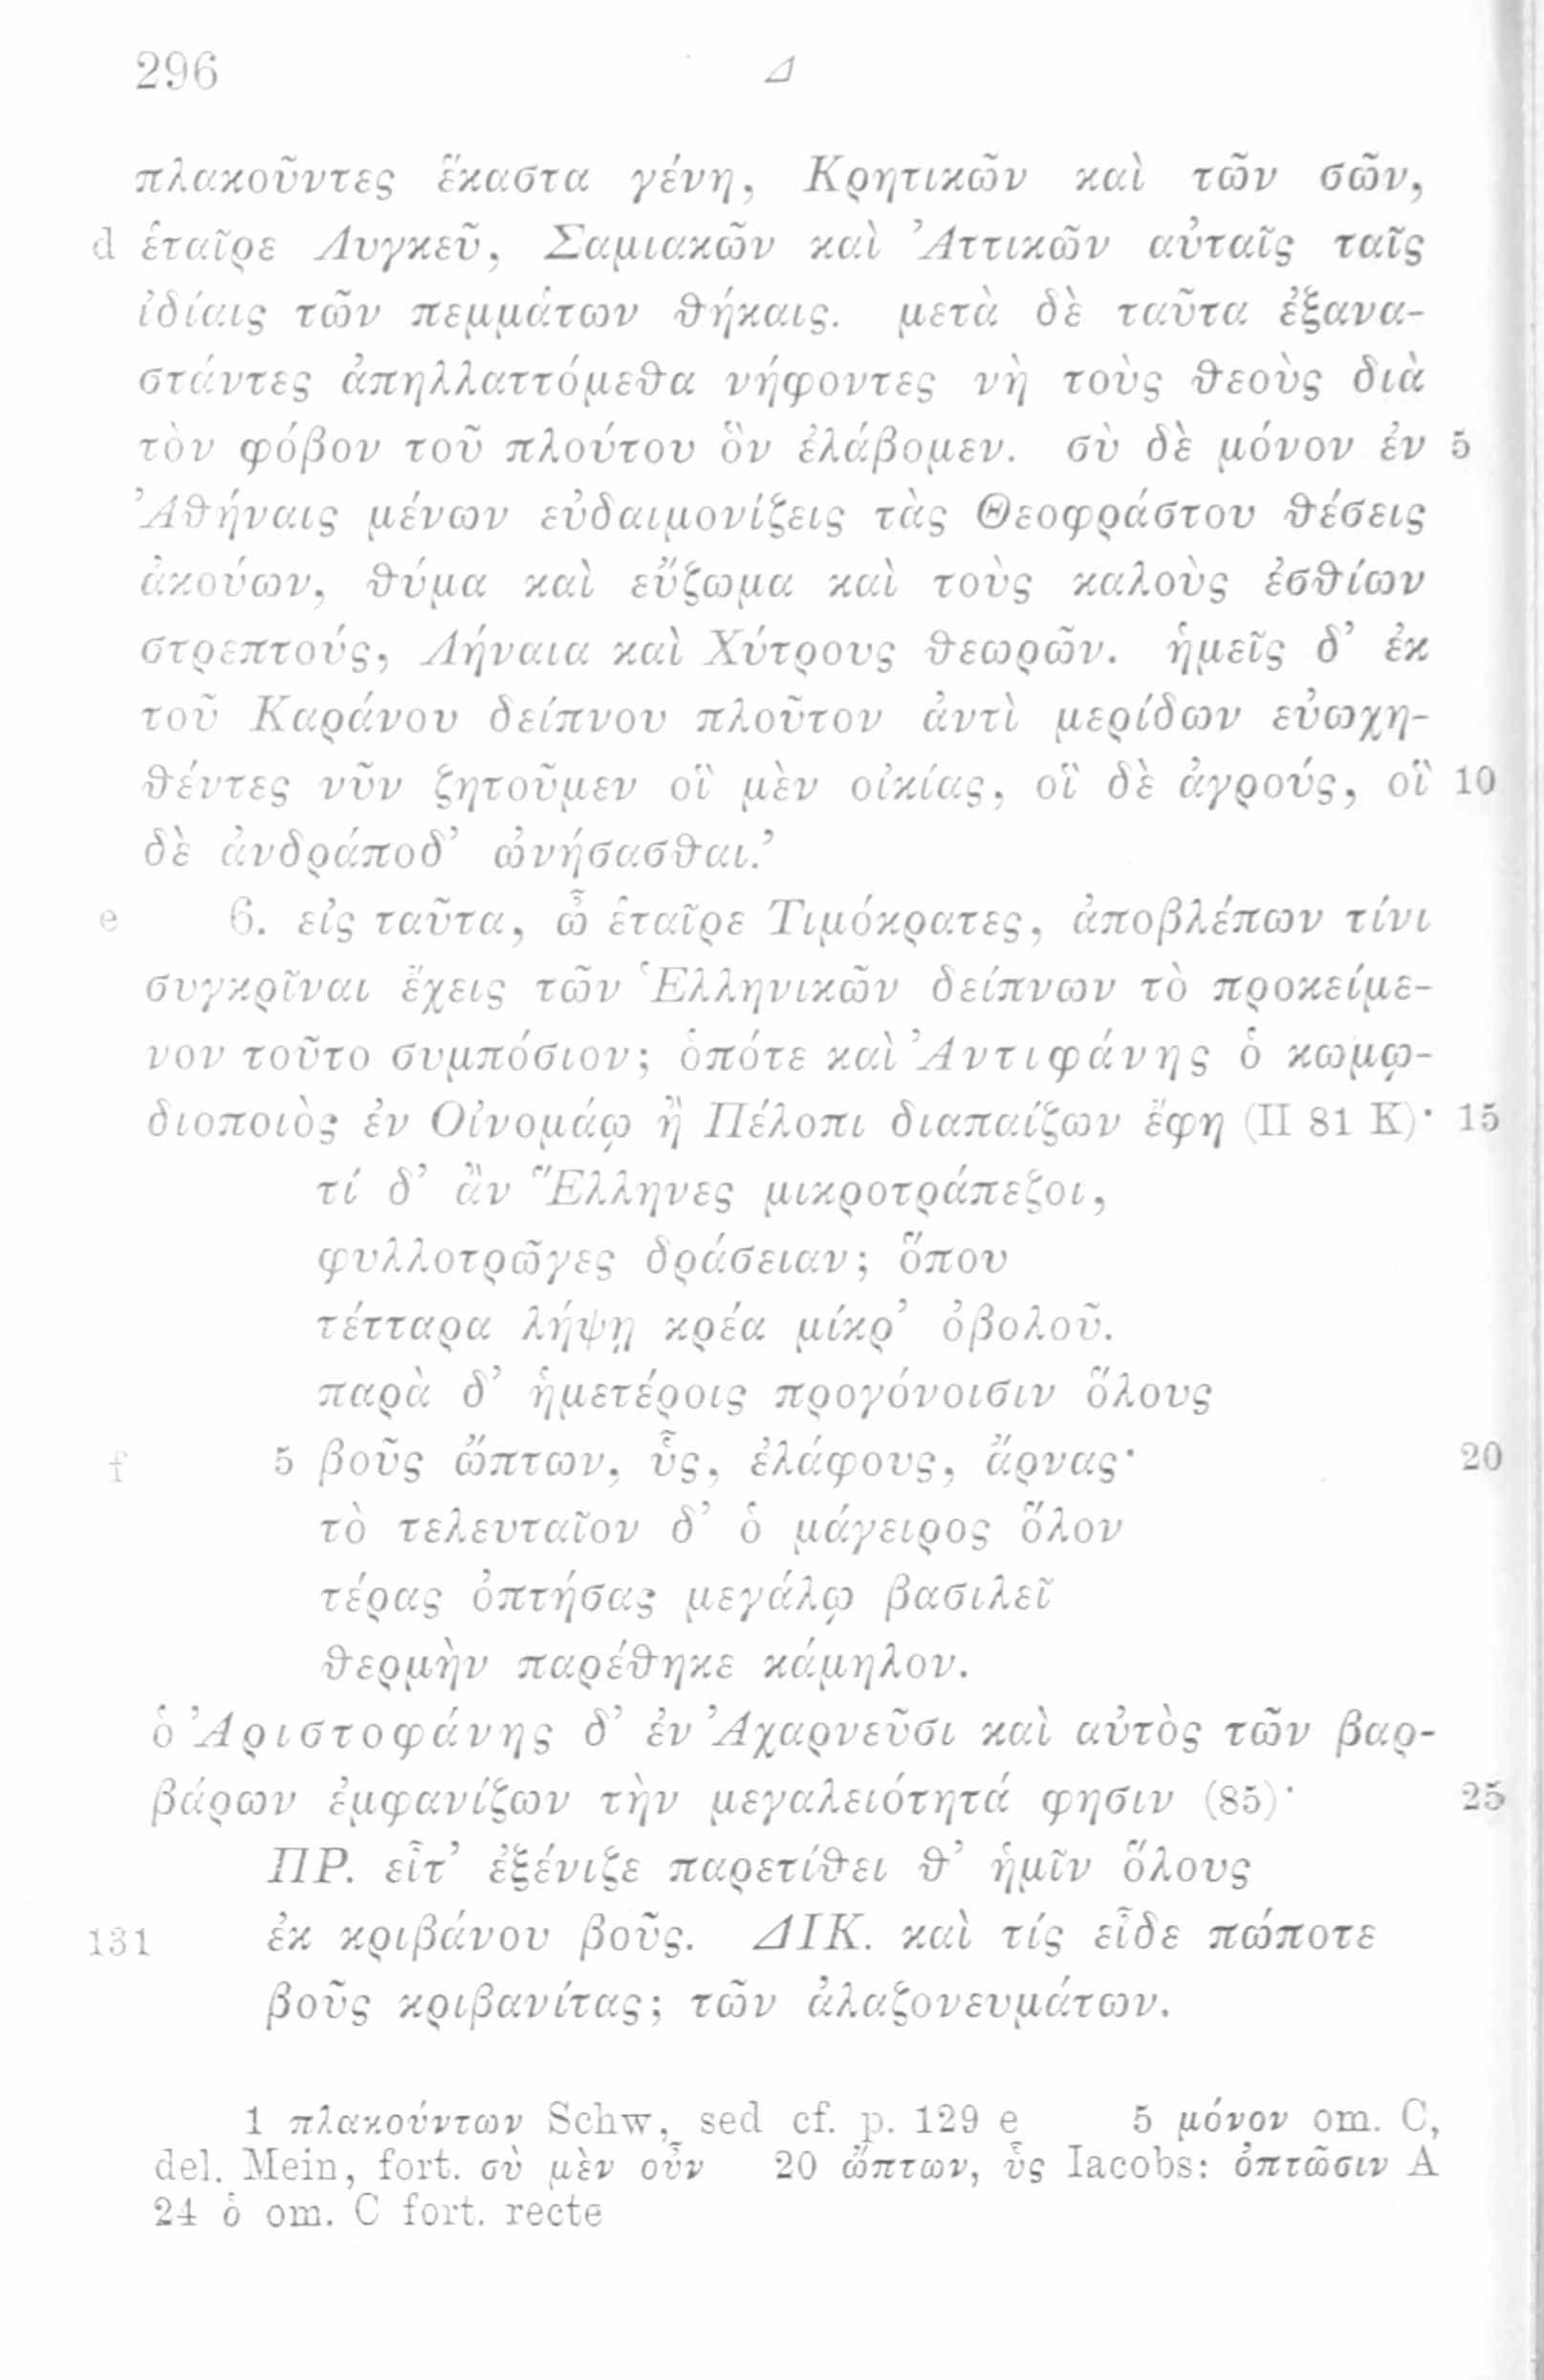 296 Δ
πλακοῦντες ἕκαστα γένη, Κρητικῶν καὶ τῶν σῶν,
d ἑταῖρε Λυγκεῦ, Σαμιακῶν καὶ Ἀττικῶν αὐταῖς ταῖς
ἰδίαις τῶν πεμμάτων θήκαις. μετὰ δὲ ταῦτα ἐξανα-
στάντες ἀπηλλαττόμεθα νήφοντες νὴ τοὺς θεοὺς διὰ
τὸν φόβον τοῦ πλούτου ὃν ἐλάβομεν. σὺ δὲ μόνον ἐν 5
Ἀθήναις μένων εὐδαιμονίζεις τὰς Θεοφράστου θέσεις
ἀκούων, θύμα καὶ εὔζωμα καὶ τοὺς καλοὺς ἐσθίων
στρεπτούς, Λήναια καὶ Χύτρους θεωρῶν. ἡμεῖς δ’ ἐκ
τοῦ Καράνου δείπνου πλοῦτον ἀντὶ μερίδων εὐωχη-
θέντες νῦν ζητοῦμεν οἳ μὲν οἰκίας, οἳ δὲ ἀγρούς, οἳ 10
δὲ ἀνδράποδ’ ὠνήσασθαι.’
e 6. εἰς ταῦτα, ὦ ἑταῖρε Τιμόκρατες, ἀποβλέπων τίνι
συγκρῖναι ἔχεις τῶν Ἑλληνικῶν δείπνων τὸ προκείμε-
νον τοῦτο συμπόσιον; ὁπότε καὶ Ἀντιφάνης ὁ κωμῳ-
διοποιὸς ἐν Οἰνομάῳ ἢ Πέλοπι διαπαίζων ἔφη (II 81 K)· 15
τί δ’ ἂν Ἕλληνες μικροτράπεζοι,
φυλλοτρῶγες δράσειαν; ὅπου
τέτταρα λήψῃ κρέα μίκρ’ ὀβολοῦ.
παρὰ δ’ ἡμετέροις προγόνοισιν ὅλους
f 5 βοῦς ὤπτων, ὗς, ἐλάφους, ἄρνας· 20
τὸ τελευταῖον δ’ ὁ μάγειρος ὅλον
τέρας ὀπτήσας μεγάλῳ βασιλεῖ
θερμὴν παρέθηκε κάμηλον.
ὁ Ἀριστοφάνης δ’ ἐν Ἀχαρνεῦσι καὶ αὐτὸς τῶν βαρ-
βάρων ἐμφανίζων τὴν μεγαλειότητά φησιν (85)· 25
ΠΡ. εἶτ’ ἐξένιζε παρετίθει θ’ ἡμῖν ὅλους
131 ἐκ κριβάνου βοῦς. ΔΙΚ. καὶ τίς εἶδε πώποτε
βοῦς κριβανίτας; τῶν ἀλαζονευμάτων.
1 πλακούντων Schw, sed cf. p. 129 e 5 μόνον om. C,
del. Mein, fort. σὺ μὲν οὖν 20 ὤπτων, ὗς Iacobs: ὀπτῶσιν A
24 ὁ om. C fort. recte